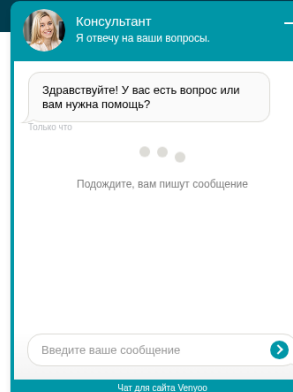 Консультант
Я отвечу на ваши вопросы.
Здравствуйте! У вас есть вопрос или
вам нужна помощь?
Только что
Подождите, вам пишут сообщение
Введите ваше сообщение
Чат для сайта Venyoo